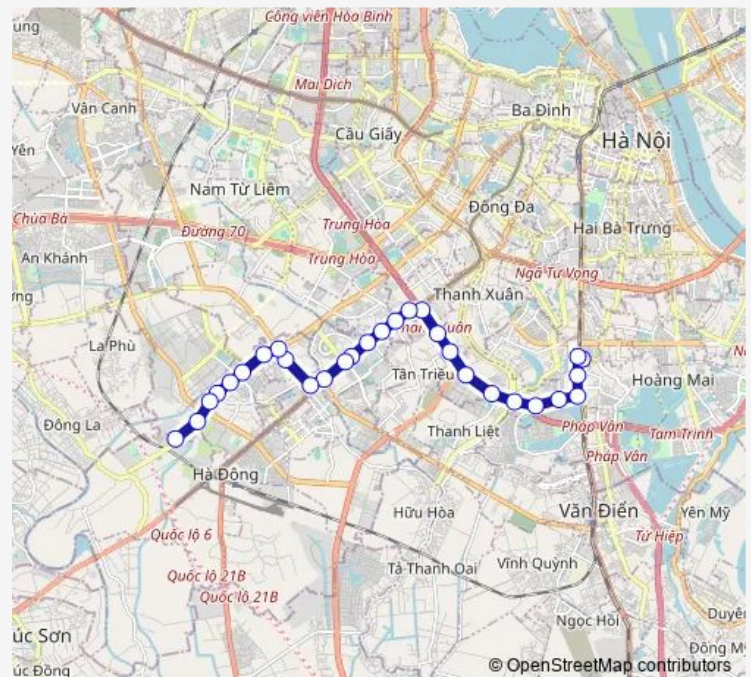 Công viên Hòa Bình
ung
Mai Dịch
Vân Canh
Ba Đình
Cầu Giấy
Hà Nội
Yên
Nam Từ Liêm
Đống Đa
Chùa Bà
Trung Hòa
Đường 70
Hai Bà Trưng
An Khánh
Trung Hòa
Ngã Tư Vọng
Thanh Xuân
La Phù
Tân Triều
Hoàng Mai
Đông La
Pháp Vân
Thanh Liệt
Tam Trinh
Pháp Vân
Hà Đông
Văn Điển
Yên Mỹ
Hữu Hòa
Quốc lộ 6
Tứ Hiệp
Tả Thanh Oai
Vĩnh Quỳnh
Quốc lộ 21B
Quốc lộ 21B
Duyên
Ngọc Hồi
úc Sơn
Đông M
úc Động
© OpenStreetMap contributors